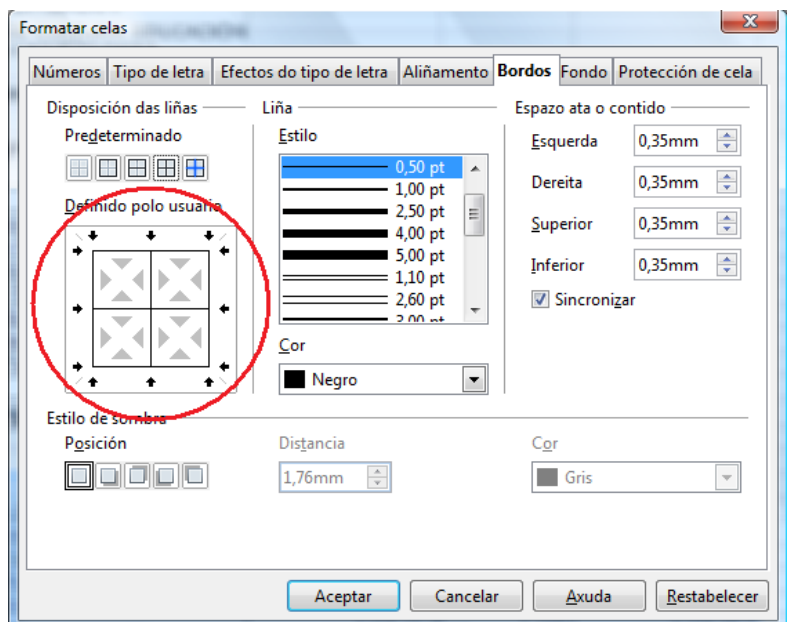 Formatar celas
Números Tipo de letra Efectos do tipo de letra Aliñamento Bordos Fondo Protección de cela
Disposición das liñas
Predeterminado
Definido polo usuario
Liña
Estilo
0,50 pt
1,00 pt
2,50 pt
4,00 pt
5,00 pt
1,10 pt
2,60 pt
3,00 pt
Cor
Negro
Espazo ata o contido
Esquerda 0,35mm
Dereita 0,35mm
Superior 0,35mm
Inferior 0,35mm
Sincronizar
Estilo de sombra
Posición
Distancia
1,76mm
Cor
Gris
Aceptar Cancelar Axuda Restabelecer